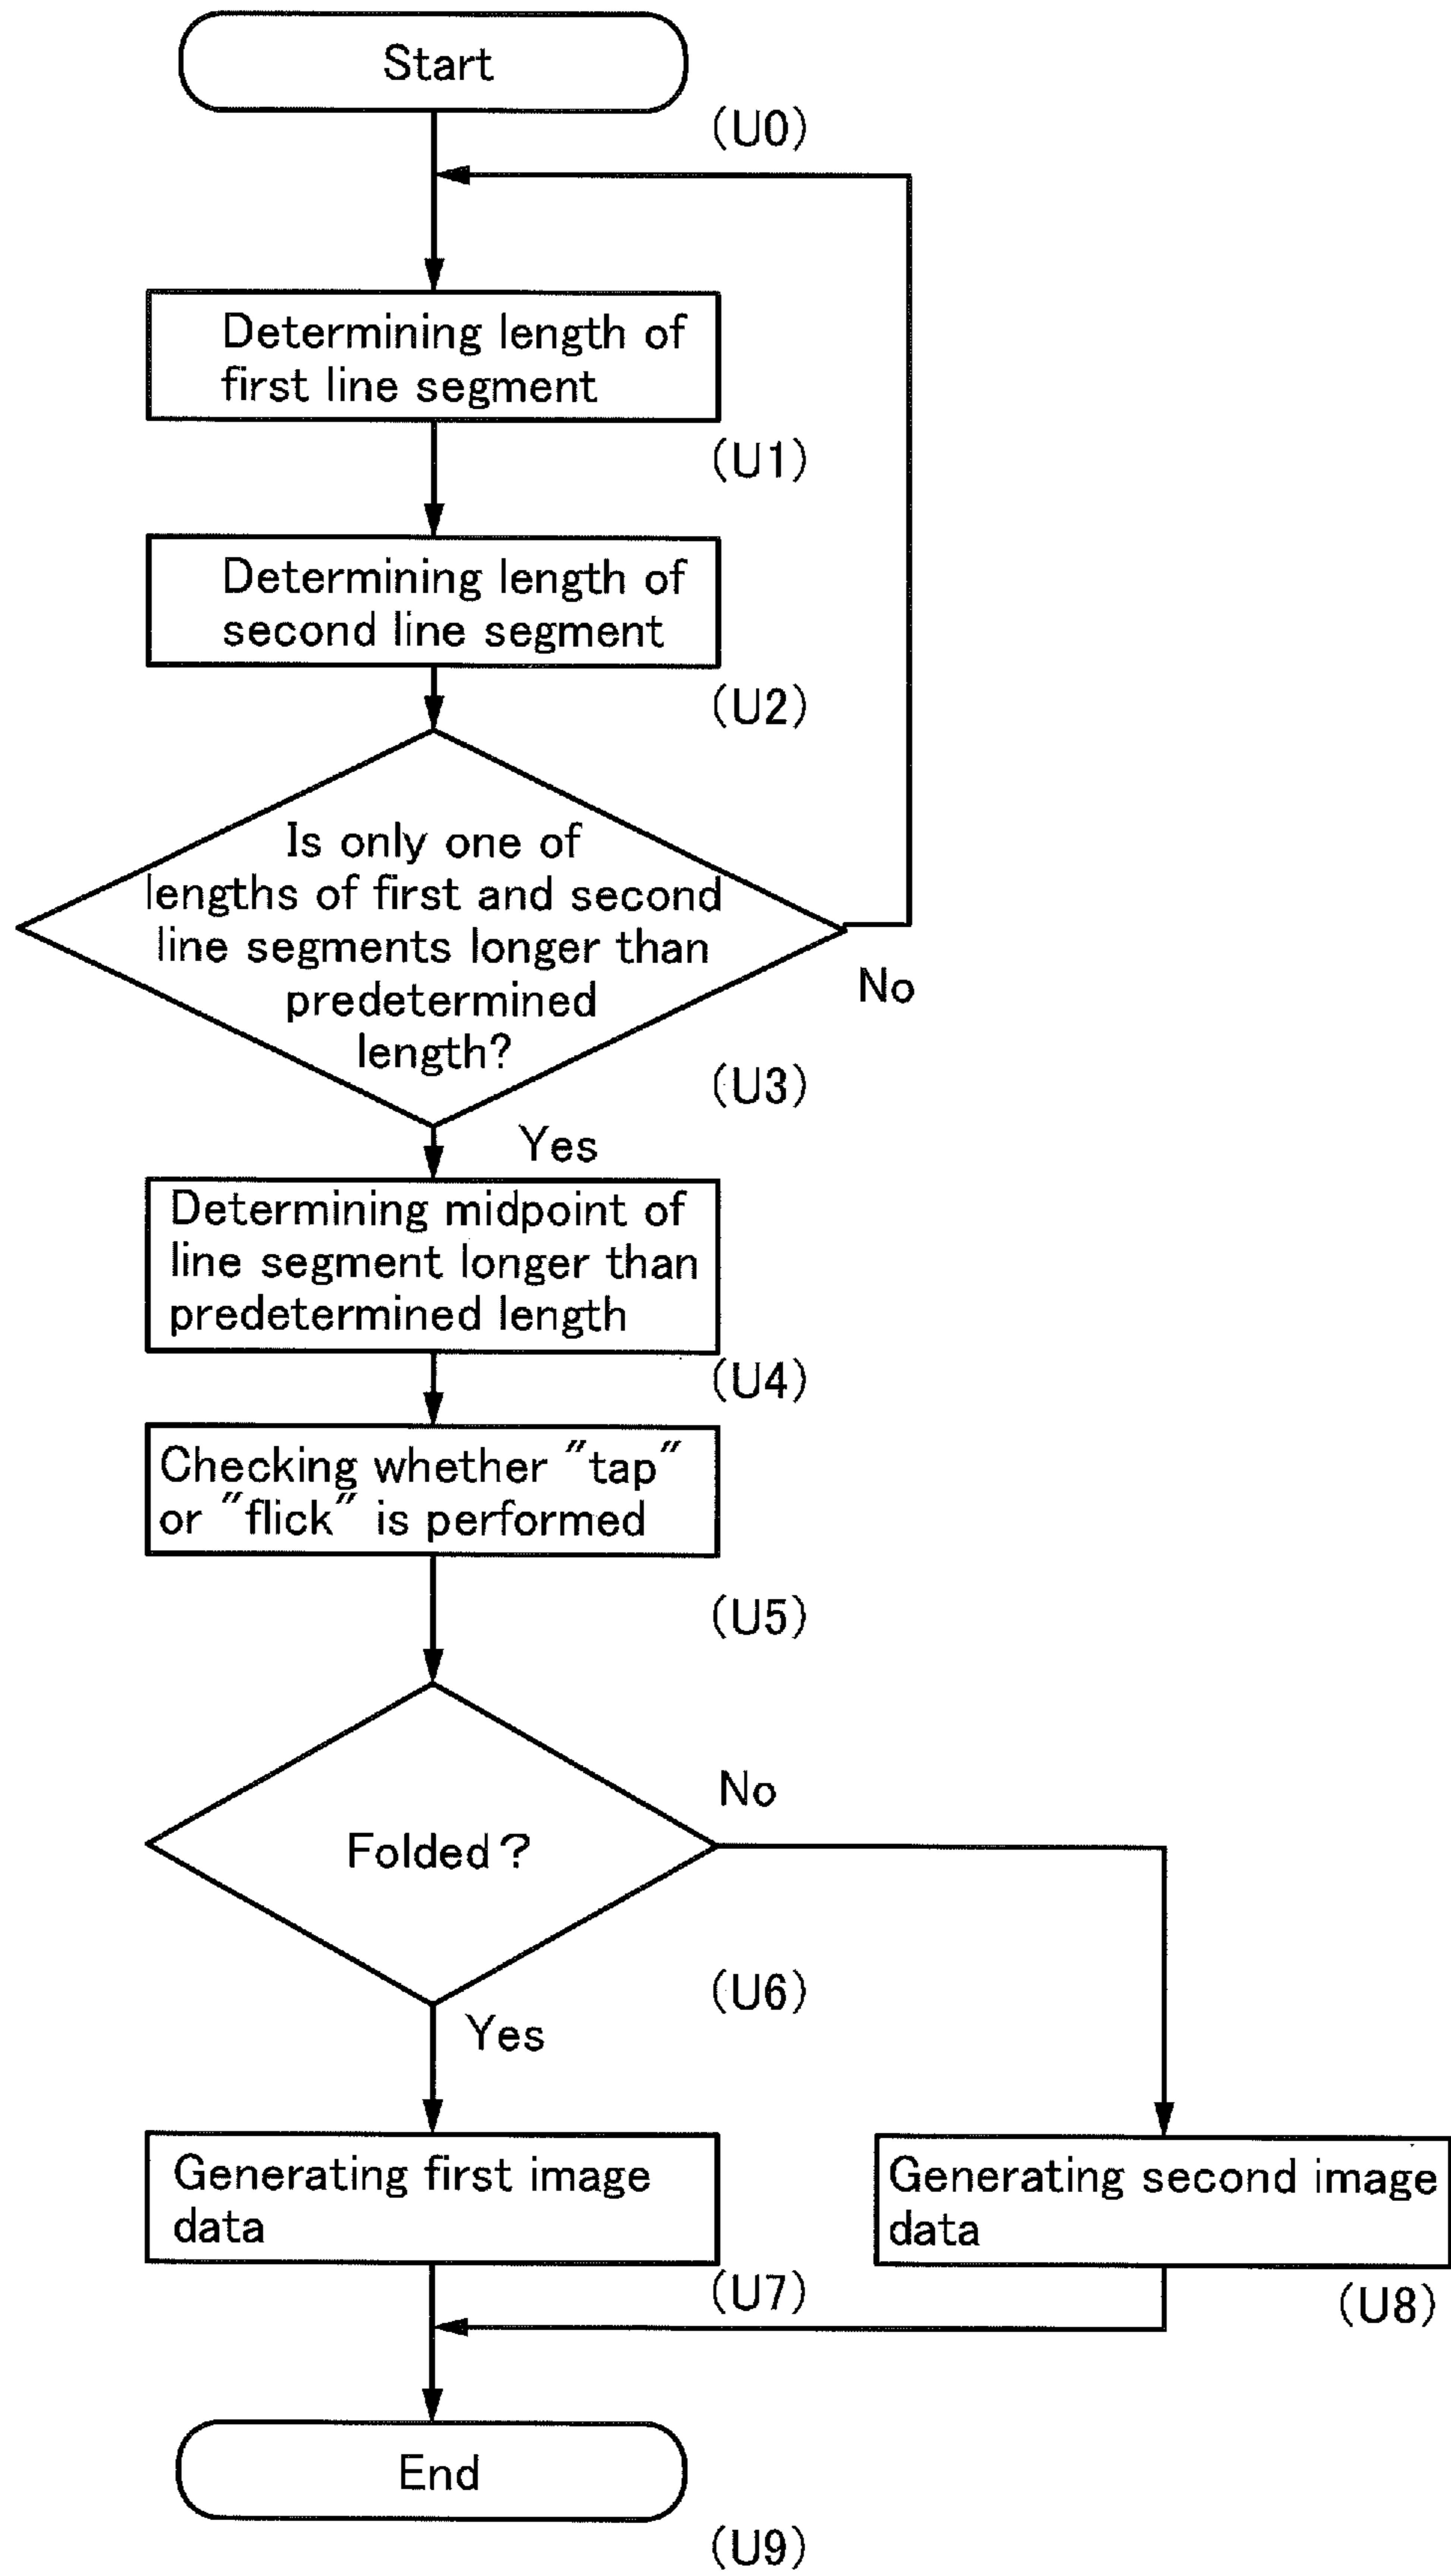 Start
(U0)
Determining length of
first line segment
(U1)
Determining length of
second line segment
(U2)
Is only one of
lengths of first and second
line segments longer than
predetermined
length?
No
(U3)
Yes
Determining midpoint of
line segment longer than
predetermined length
(U4)
Checking whether "tap"
or "flick" is performed
(U5)
No
Folded?
(U6)
Yes
Generating first image
data
(U7)
Generating second image
data
(U8)
End
(U9)